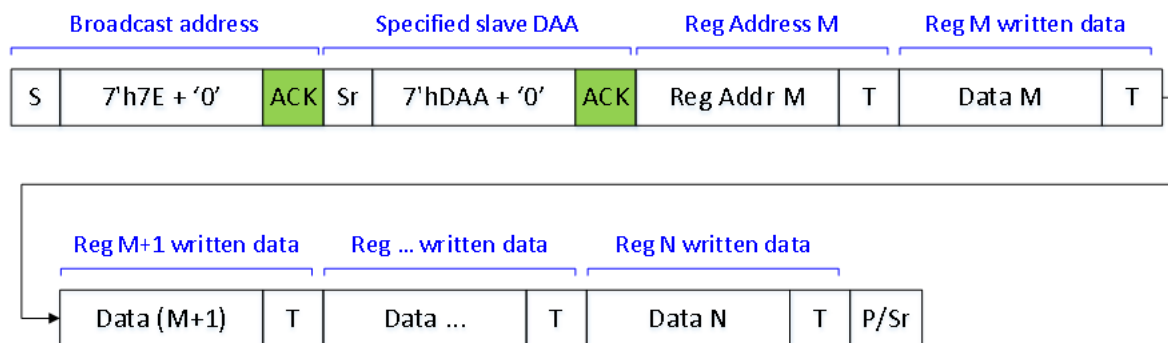 Broadcast address Specified slave DAA Reg Address M Reg M written data
S 7'h7E + ‘0’ ACK Sr 7'hDAA + ‘0’ ACK Reg Addr M T Data M T
Reg M+1 written data Reg ... written data Reg N written data
Data (M+1) T Data ... T Data N T P/Sr